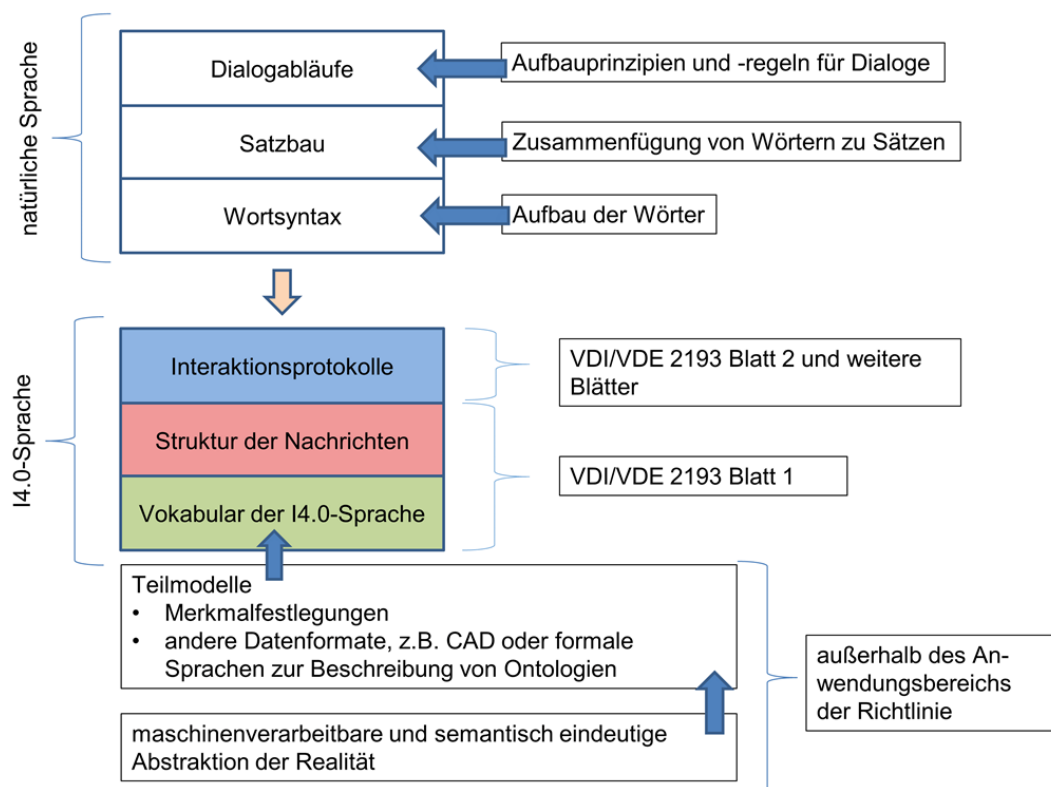 natürliche Sprache
Dialogabläufe
Aufbauprinzipien und -regeln für Dialoge
Satzbau
Zusammenfügung von Wörtern zu Sätzen
Wortsyntax
Aufbau der Wörter
I4.0-Sprache
Interaktionsprotokolle
VDI/VDE 2193 Blatt 2 und weitere
Blätter
Struktur der Nachrichten
VDI/VDE 2193 Blatt 1
Vokabular der I4.0-Sprache
Teilmodelle
• Merkmalfestlegungen
• andere Datenformate, z.B. CAD oder formale
Sprachen zur Beschreibung von Ontologien
außerhalb des An-
wendungsbereichs
der Richtlinie
maschinenverarbeitbare und semantisch eindeutige
Abstraktion der Realität